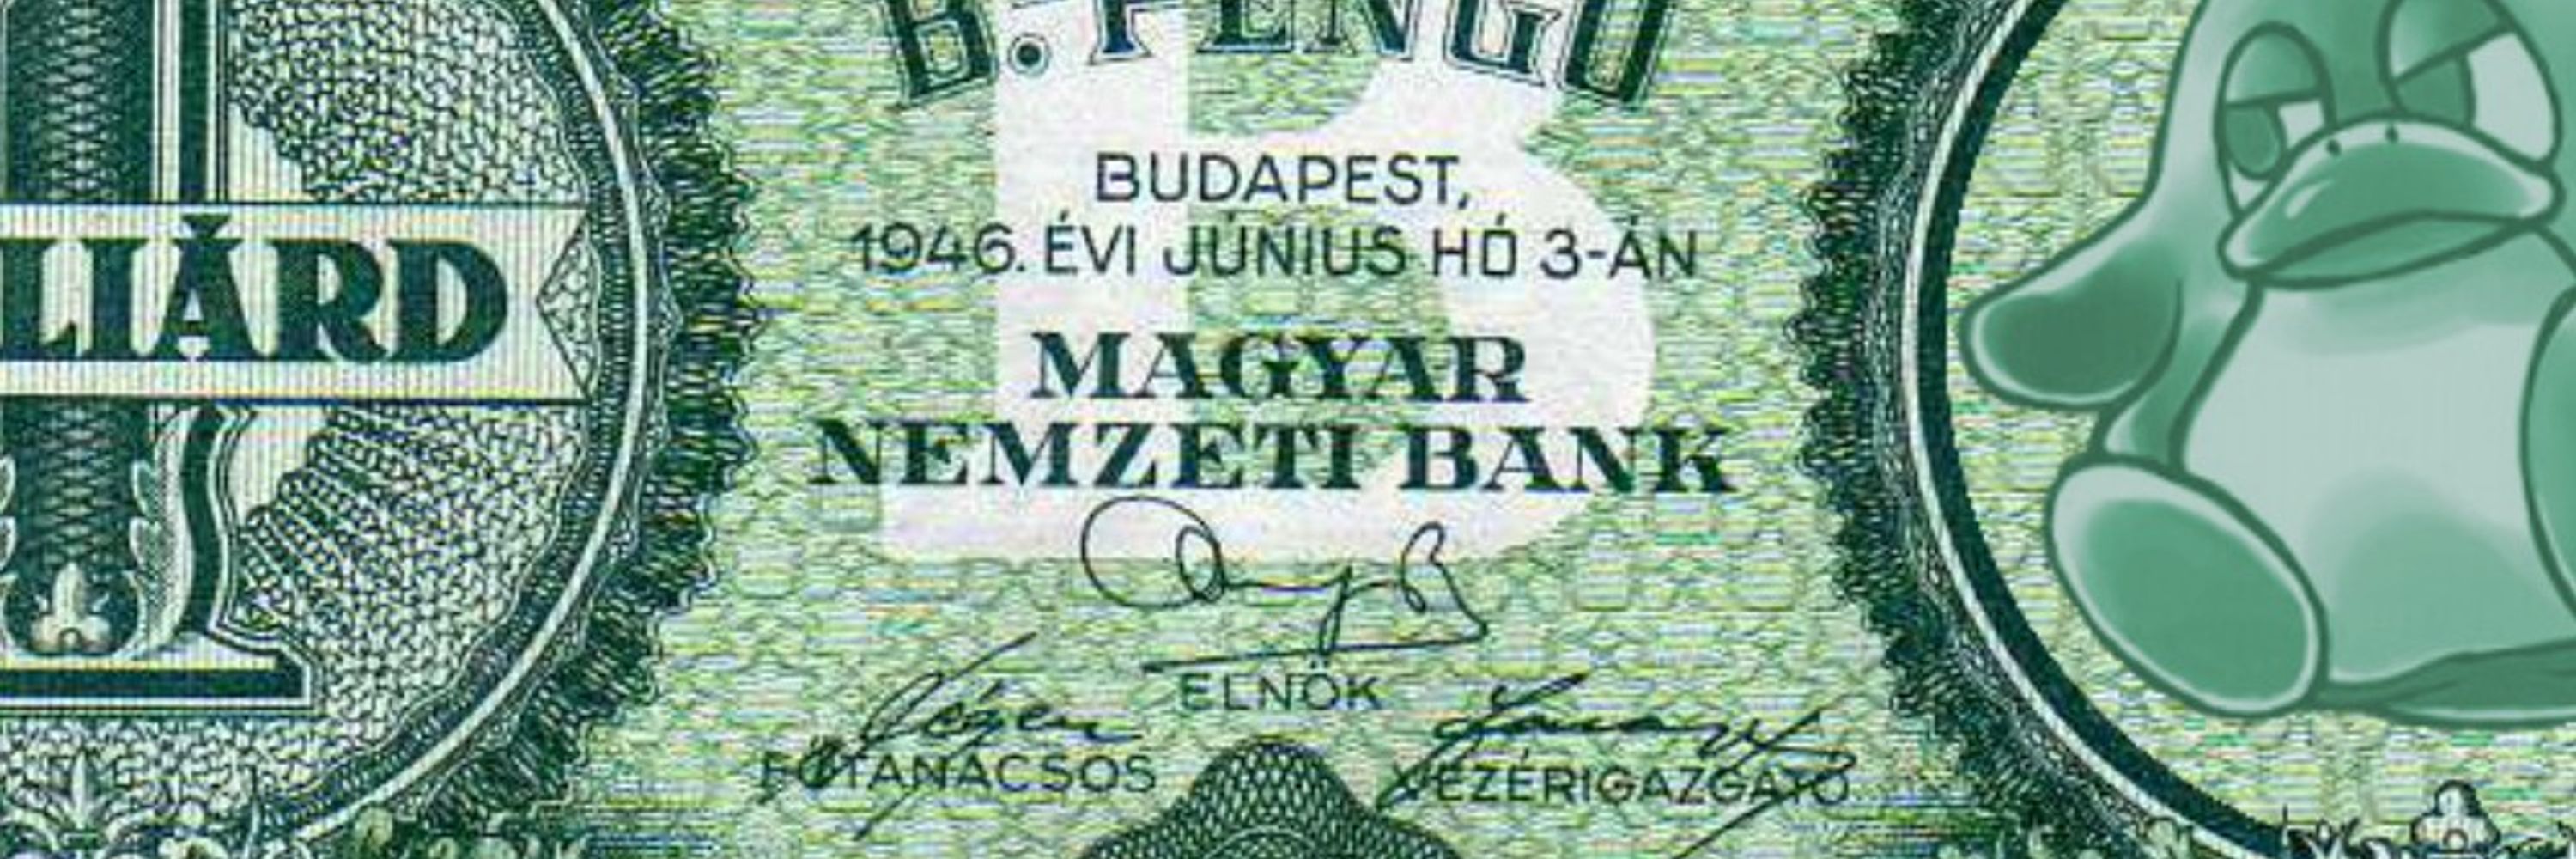 B.-PENGŐ
BUDAPEST,
1946. ÉVI JÚNIUS HÓ 3-ÁN
LIÁRD
MAGYAR
NEMZETI BANK
ELNÖK
FŐTANÁCSOS VEZÉRIGAZGATÓ